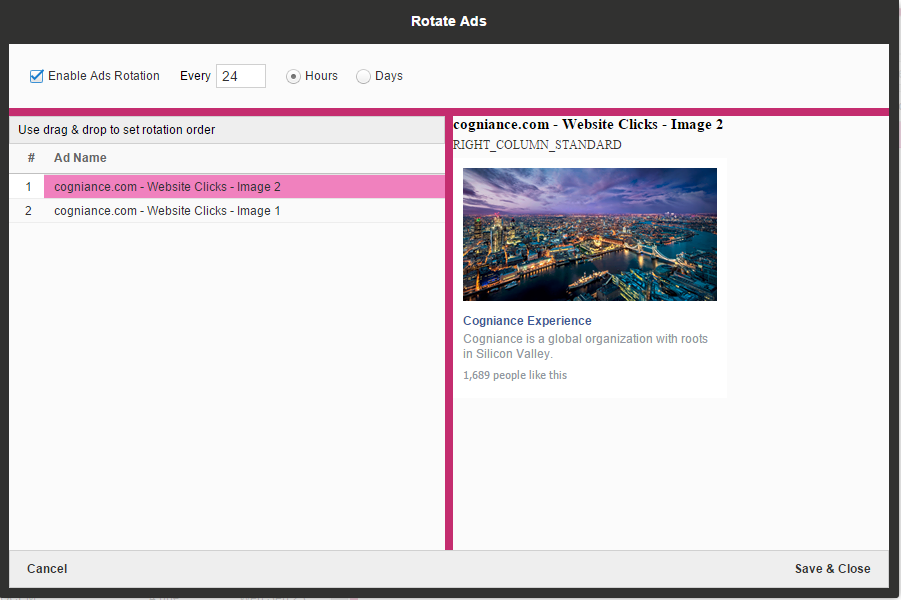 Rotate Ads
Enable Ads Rotation Every 24 Hours Days
Use drag & drop to set rotation order
# Ad Name
1 cogniance.com - Website Clicks - Image 2
2 cogniance.com - Website Clicks - Image 1
cogniance.com - Website Clicks - Image 2
RIGHT_COLUMN_STANDARD
Cogniance Experience
Cogniance is a global organization with roots
in Silicon Valley.
1,689 people like this
Cancel Save & Close